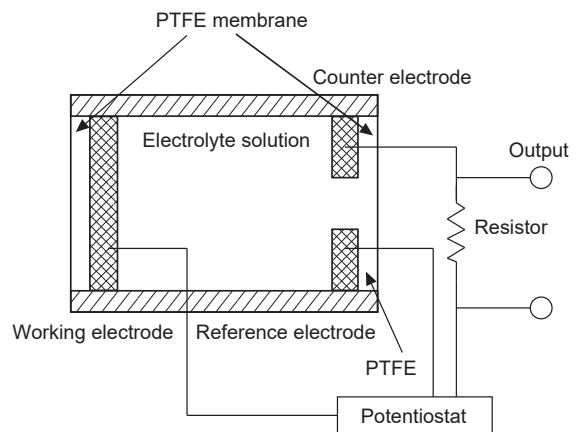 PTFE membrane
Counter electrode
Electrolyte solution
Output
Resistor
Working electrode
Reference electrode
PTFE
Potentiostat